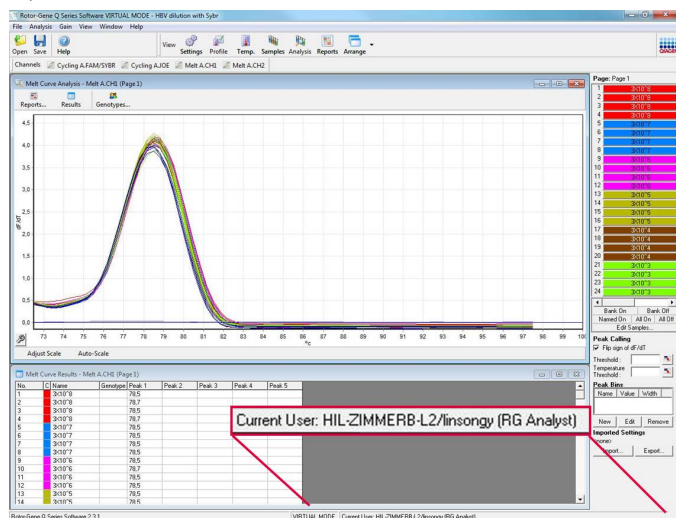 Rotor-Gene Q Series Software VIRTUAL MODE - HBV dilution with Sybr
File Analysis Gain View Window Help
Open Save Help View Settings Profile Temp. Samples Analysis Reports Arrange
QIAGEN
Channels Cycling A.FAM/SYBR Cycling A.JOE Melt A.CH1 Melt A.CH2
Melt Curve Analysis - Melt A.CH1 (Page 1)
Reports... Results Genotypes...
4,5
4,0
3,5
3,0
2,5
2,0
1,5
1,0
0,5
0,0
dF/dT
73 74 75 76 77 78 79 80 81 82 83 84 85 86 87 88 89 90 91 92 93 94 95 96 97 98 99 100
°c
Adjust Scale Auto-Scale
Page: Page 1
1 3x10^8
2 3x10^8
3 3x10^8
4 3x10^8
5 3x10^7
6 3x10^7
7 3x10^7
8 3x10^7
9 3x10^6
10 3x10^6
11 3x10^6
12 3x10^6
13 3x10^5
14 3x10^5
15 3x10^5
16 3x10^5
17 3x10^4
18 3x10^4
19 3x10^4
20 3x10^4
21 3x10^3
22 3x10^3
23 3x10^3
24 3x10^3
Bank On Bank Off
Named On All On All Off
Edit Samples...
Peak Calling
Flip sign of dF/dT
Threshold :
Temperature
Threshold :
Peak Bins
Name Value Width
New Edit Remove
Imported Settings
<none>
Import... Export...
Melt Curve Results - Melt A.CH1 (Page 1)
No. C Name Genotype Peak 1 Peak 2 Peak 3 Peak 4 Peak 5
1 3x10^8 78,5
2 3x10^8 78,7
3 3x10^8 78,5
4 3x10^8 78,7
5 3x10^7 78,5
6 3x10^7 78,5
7 3x10^7 78,5
8 3x10^7 78,5
9 3x10^6 78,5
10 3x10^6 78,7
11 3x10^6 78,5
12 3x10^6 78,5
13 3x10^5 78,5
14 3x10^5 78,5
Current User: HIL-ZIMMERB-L2/linsongy (RG Analyst)
Rotor-Gene Q Series Software 2.3.1 VIRTUAL MODE Current User: HIL-ZIMMERB-L2/linsongy (RG Analyst)